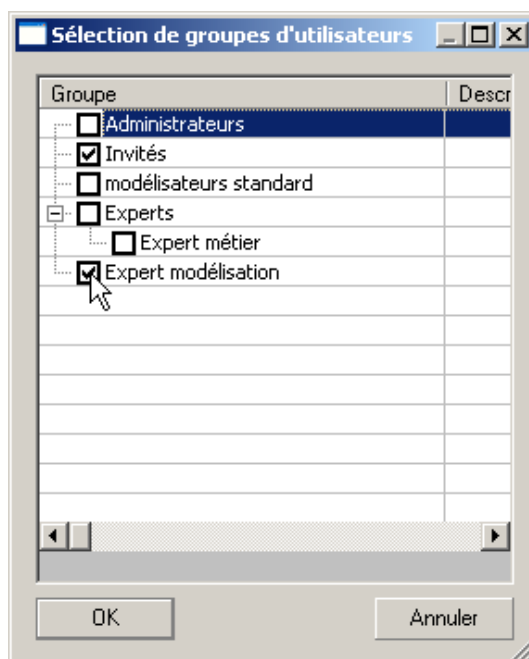 Sélection de groupes d'utilisateurs
Groupe Descr
Administrateurs
Invités
modélisateurs standard
Experts
Expert métier
Expert modélisation
OK Annuler